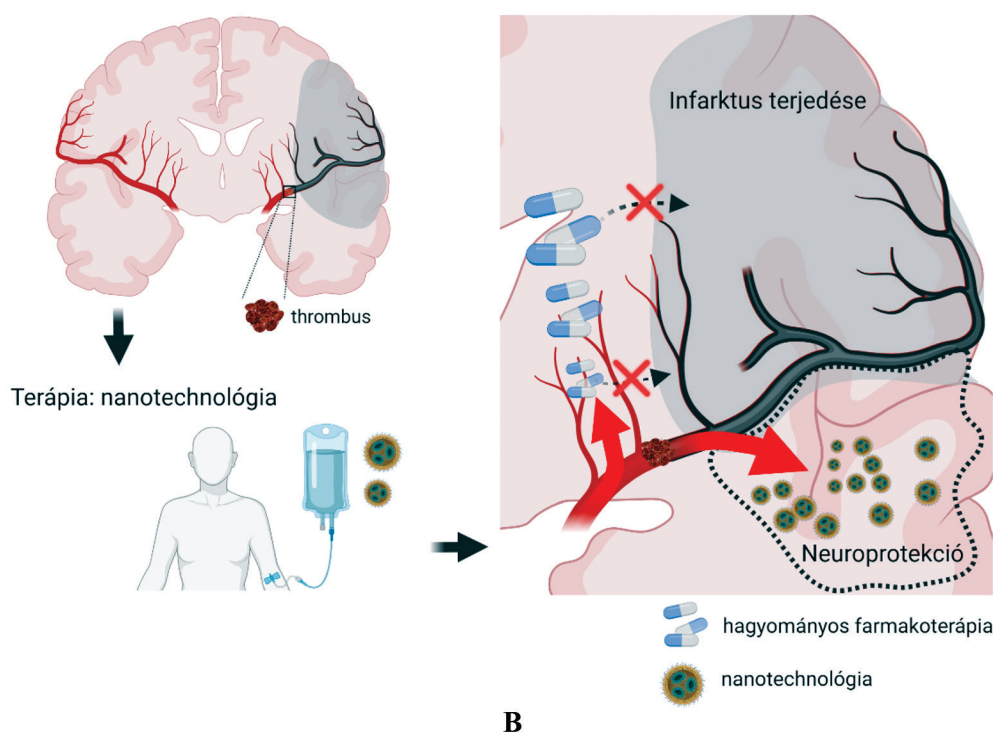 thrombus
Terápia: nanotechnológia
Infarktus terjedése
Neuroprotekció
hagyományos farmakoterápia
nanotechnológia
B